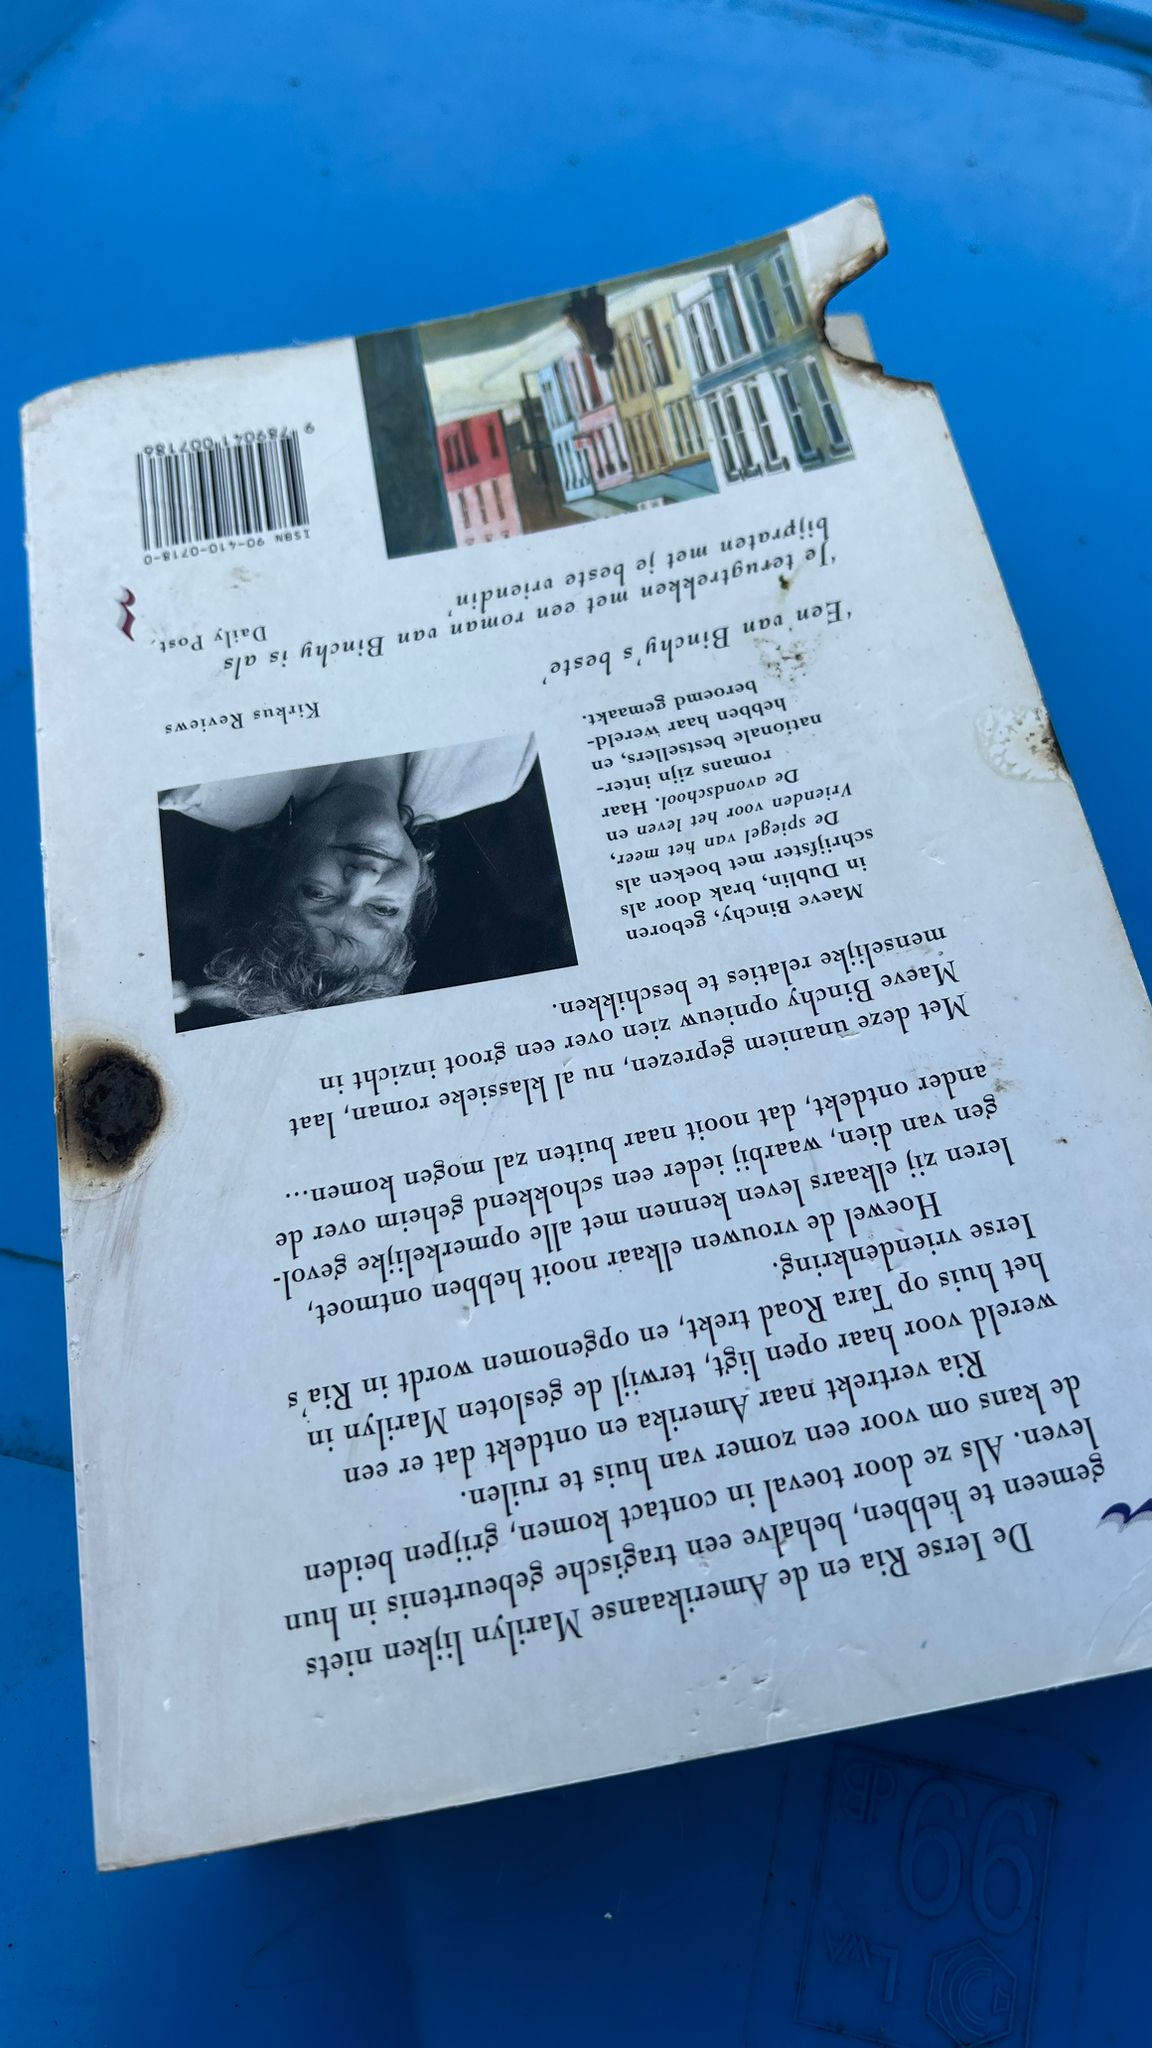 De Ierse Ria en de Amerikaanse Marilyn lijken niets
gemeen te hebben, behalve een tragische gebeurtenis in hun
leven. Als ze door toeval in contact komen, grijpen beiden
de kans om voor een zomer van huis te ruilen.
Ria vertrekt naar Amerika en ontdekt dat er een
wereld voor haar open ligt, terwijl de gesloten Marilyn in
het huis op Tara Road trekt, en opgenomen wordt in Ria's
Ierse vriendenkring.
Hoewel de vrouwen elkaar nooit hebben ontmoet,
leren zij elkaars leven kennen met alle opmerkelijke gevol-
gen van dien, waarbij ieder een schokkend geheim over de
ander ontdekt, dat nooit naar buiten zal mogen komen...
Met deze unaniem geprezen, nu al klassieke roman, laat
Maeve Binchy opnieuw zien over een groot inzicht in
menselijke relaties te beschikken.
Maeve Binchy, geboren
in Dublin, brak door als
schrijfster met boeken als
De spiegel van het meer,
Vrienden voor het leven en
De avondschool. Haar
romans zijn inter-
nationale bestsellers, en
hebben haar wereld-
beroemd gemaakt.
'Een van Binchy's beste'
Kirkus Reviews
'Je terugtrekken met een roman van Binchy is als
bijpraten met je beste vriendin'
Daily Post
ISBN 90-410-0718-0
9 789041 007186
66
LWA